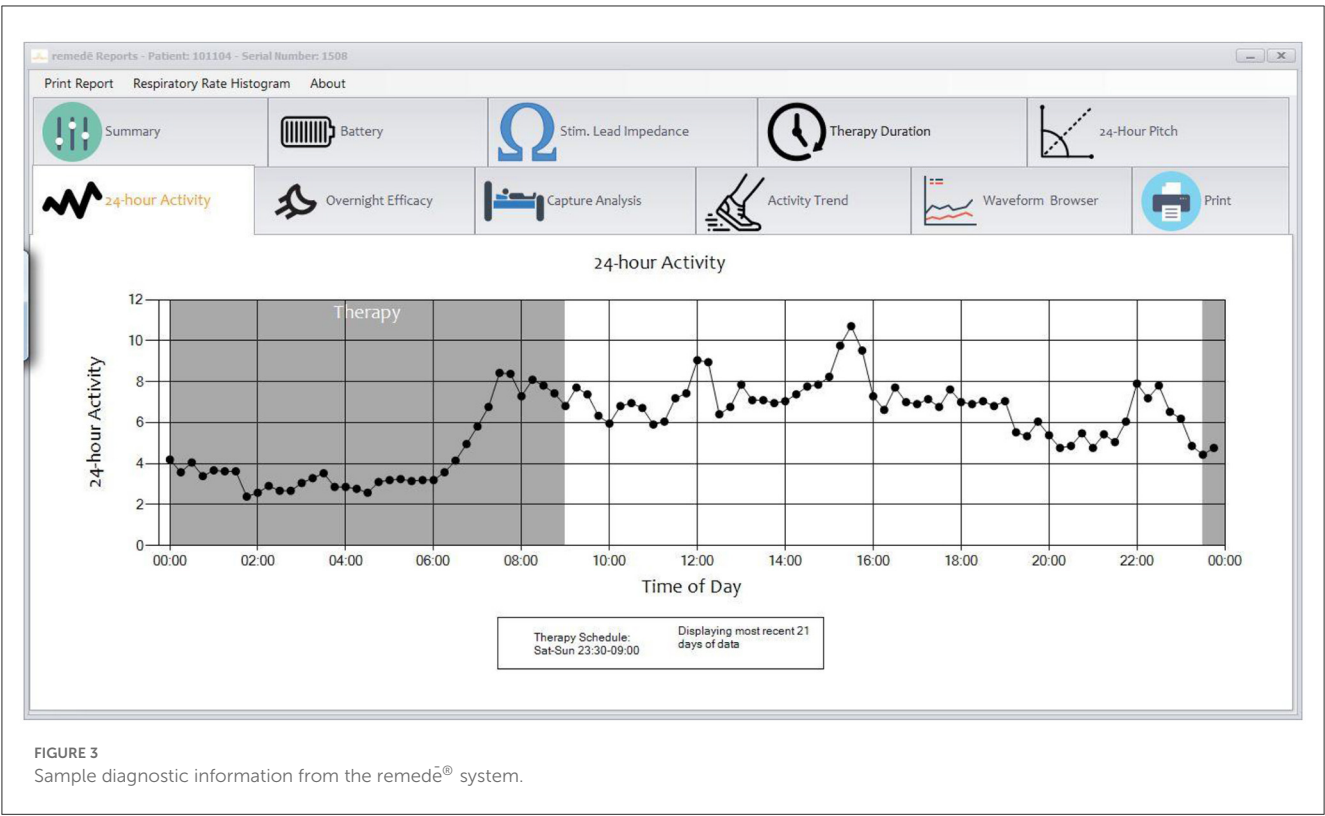 remedē Reports - Patient: 101104 - Serial Number: 1508
Print Report Respiratory Rate Histogram About
Summary Battery Stim. Lead Impedance Therapy Duration 24-Hour Pitch
24-hour Activity Overnight Efficacy Capture Analysis Activity Trend Waveform Browser Print
24-hour Activity
Therapy
24-hour Activity
12
10
8
6
4
2
0
00:00 02:00 04:00 06:00 08:00 10:00 12:00 14:00 16:00 18:00 20:00 22:00 00:00
Time of Day
Therapy Schedule:
Sat-Sun 23:30-09:00
Displaying most recent 21
days of data
FIGURE 3
Sample diagnostic information from the remedē® system.